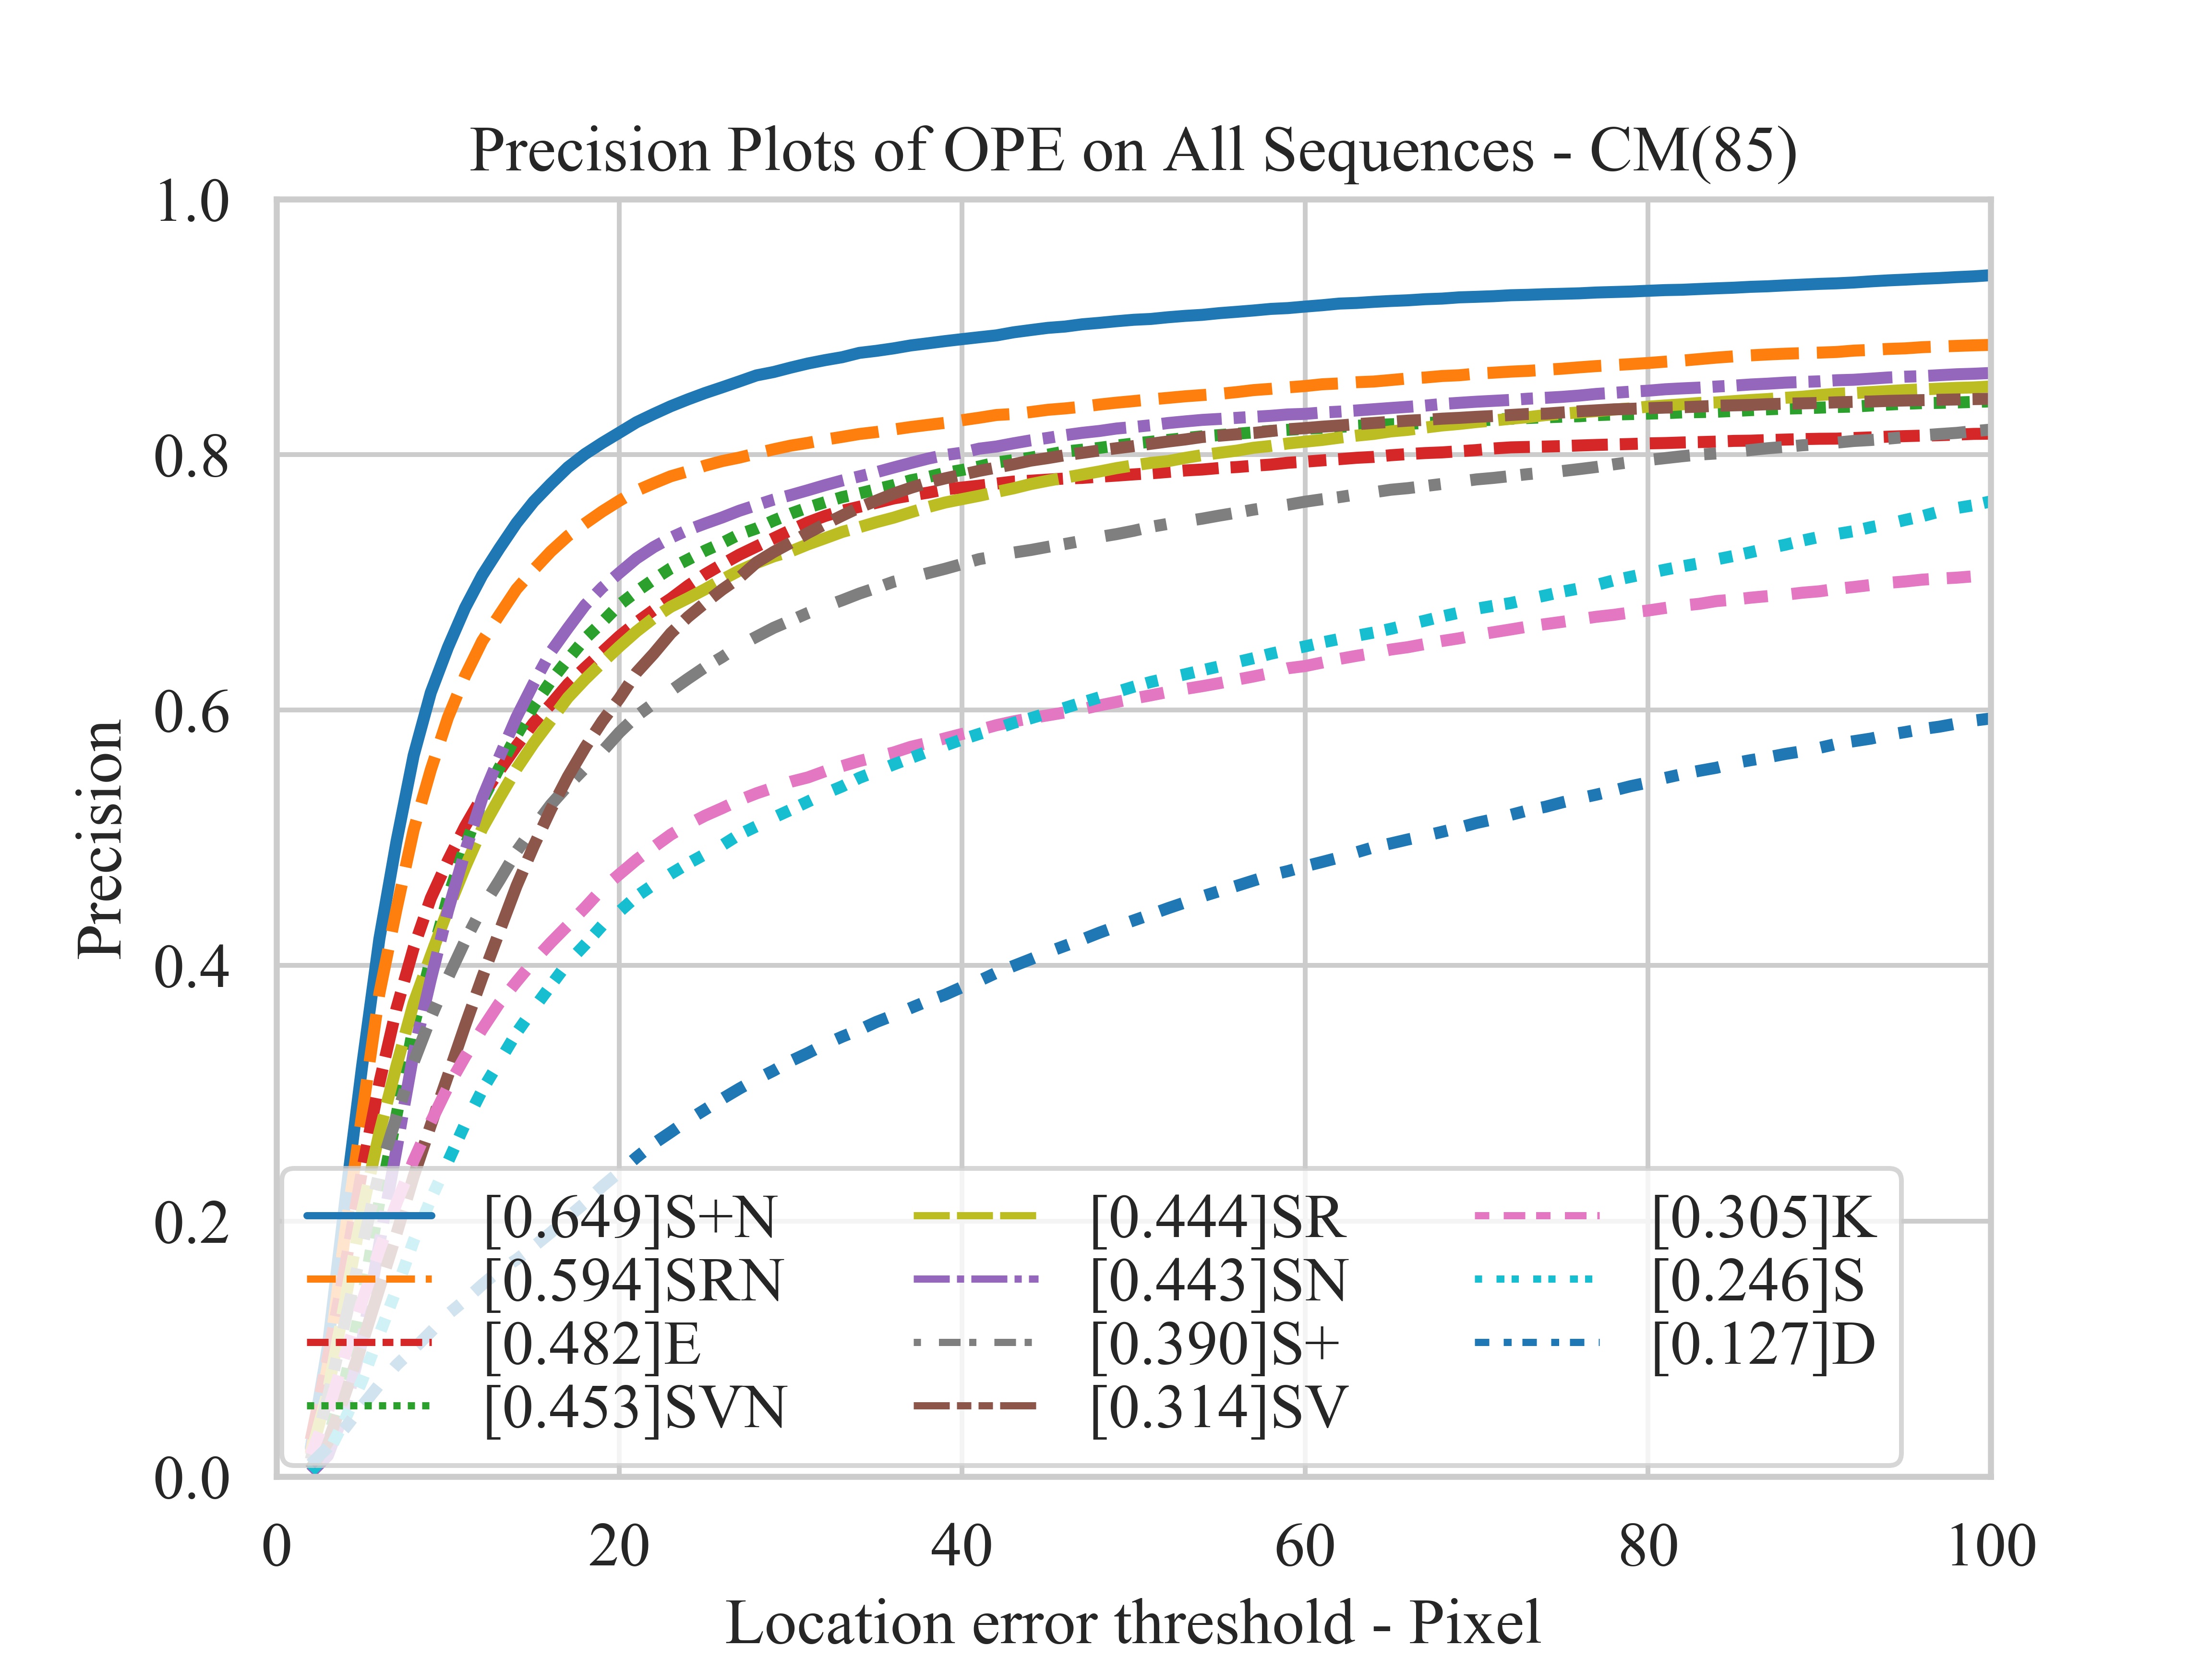 Precision Plots of OPE on All Sequences - CM(85)
1.0
0.8
0.6
0.4
0.2
0.0
Precision
[0.649]S+N
[0.594]SRN
[0.482]E
[0.453]SVN
[0.444]SR
[0.443]SN
[0.390]S+
[0.314]SV
[0.305]K
[0.246]S
[0.127]D
0 20 40 60 80 100
Location error threshold - Pixel